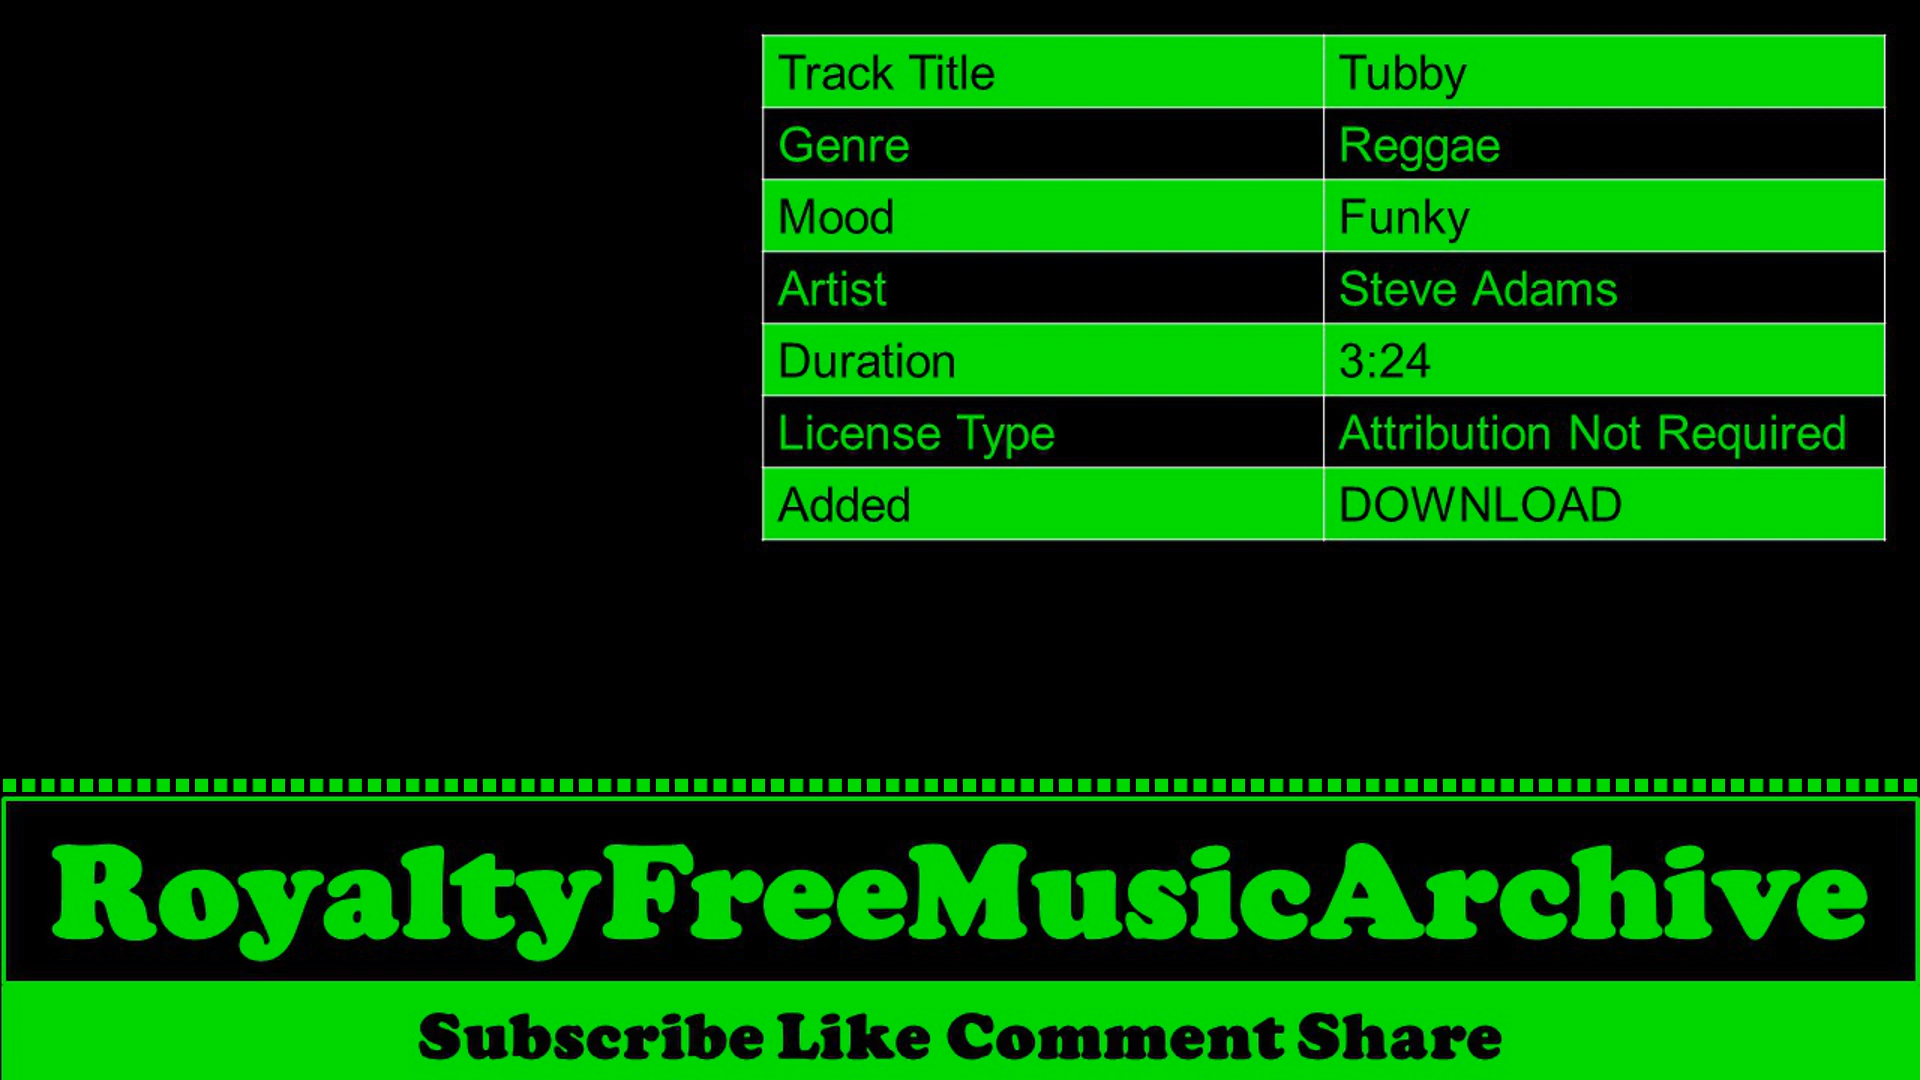 Track Title Tubby
Genre Reggae
Mood Funky
Artist Steve Adams
Duration 3:24
License Type Attribution Not Required
Added DOWNLOAD
RoyaltyFreeMusicArchive
Subscribe Like Comment Share